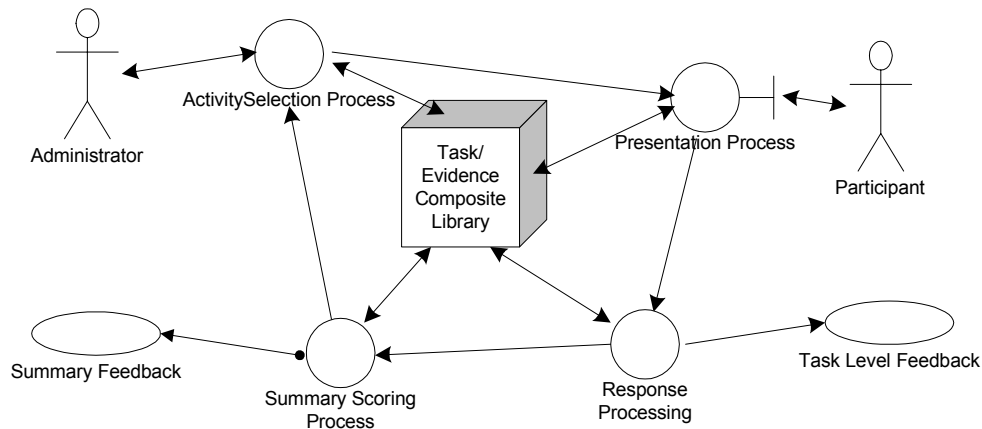 ActivitySelection Process
Administrator
Task/
Evidence
Composite
Library
Presentation Process
Participant
Summary Feedback
Summary Scoring
Process
Response
Processing
Task Level Feedback